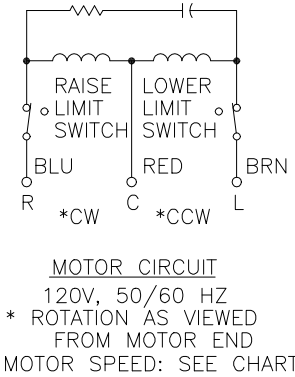 RAISE LOWER
LIMIT LIMIT
SWITCH SWITCH
BLU RED BRN
R C L
*CW *CCW
MOTOR CIRCUIT
120V, 50/60 HZ
* ROTATION AS VIEWED
FROM MOTOR END
MOTOR SPEED: SEE CHART